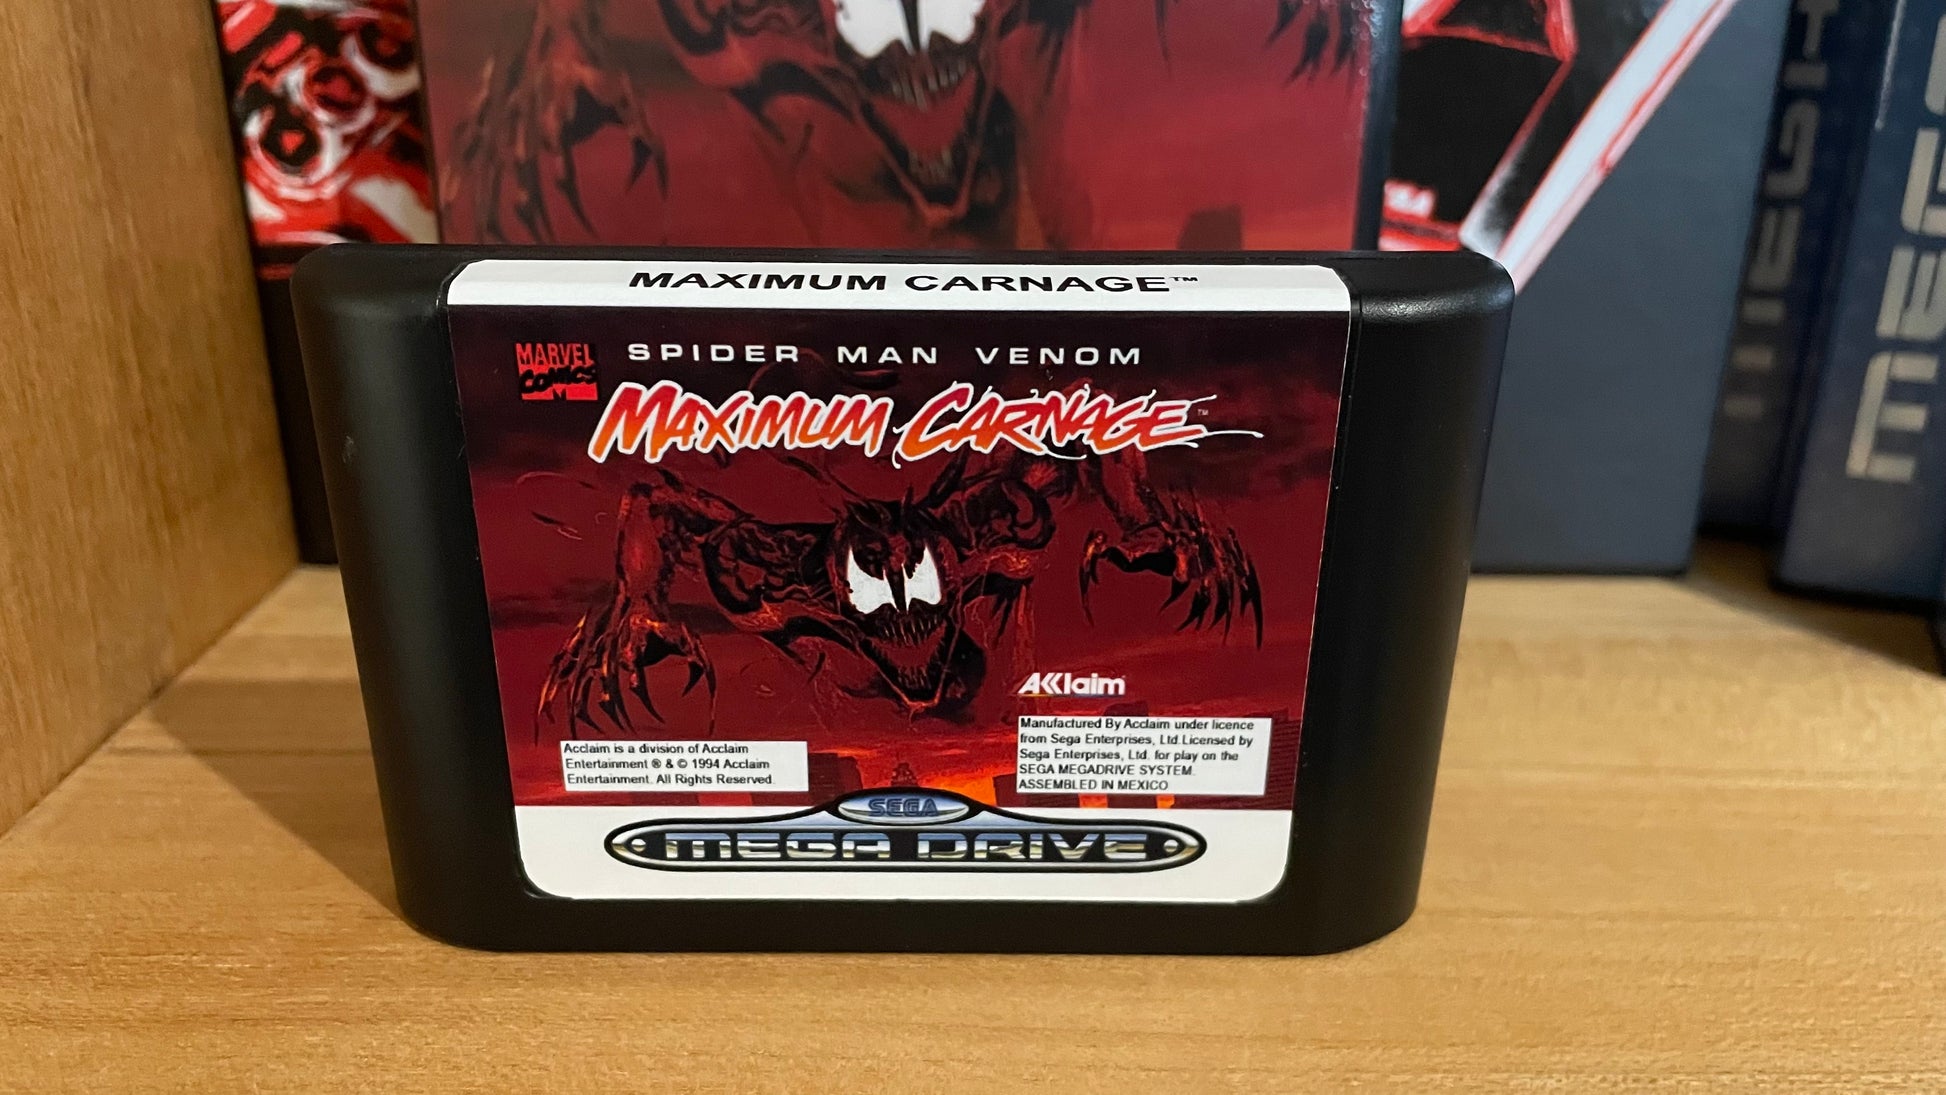 MAXIMUM CARNAGE™
MARVEL
COMICS
SPIDER MAN VENOM
MAXIMUM CARNAGE™
AKklaim
Acclaim is a division of Acclaim
Entertainment ® & © 1994 Acclaim
Entertainment. All Rights Reserved.
Manufactured By Acclaim under licence
from Sega Enterprises, Ltd.Licensed by
Sega Enterprises, Ltd. for play on the
SEGA MEGADRIVE SYSTEM.
ASSEMBLED IN MEXICO
SEGA
MEGA DRIVE